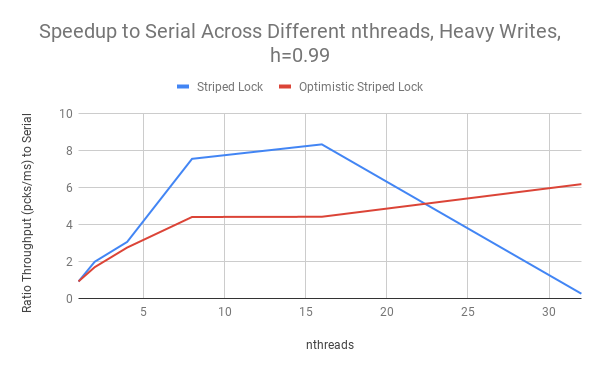 Speedup to Serial Across Different nthreads, Heavy Writes,
h=0.99
Striped Lock
Optimistic Striped Lock
Ratio Throughput (pcks/ms) to Serial
10
8
6
4
2
0
5
10
15
20
25
30
nthreads